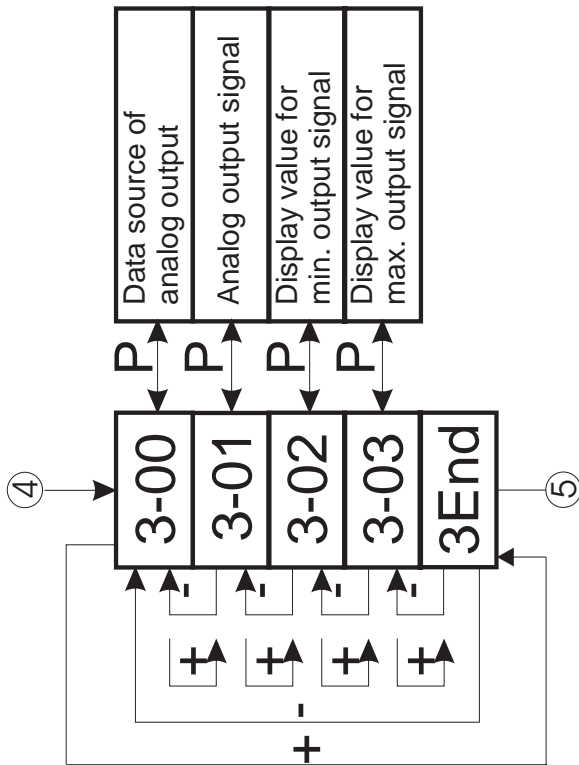 4
3-00
P
Data source of
analog output
3-01
P
Analog output signal
3-02
P
Display value for
min. output signal
3-03
P
Display value for
max. output signal
3End
5
-
-
-
-
+
+
+
+
-
+